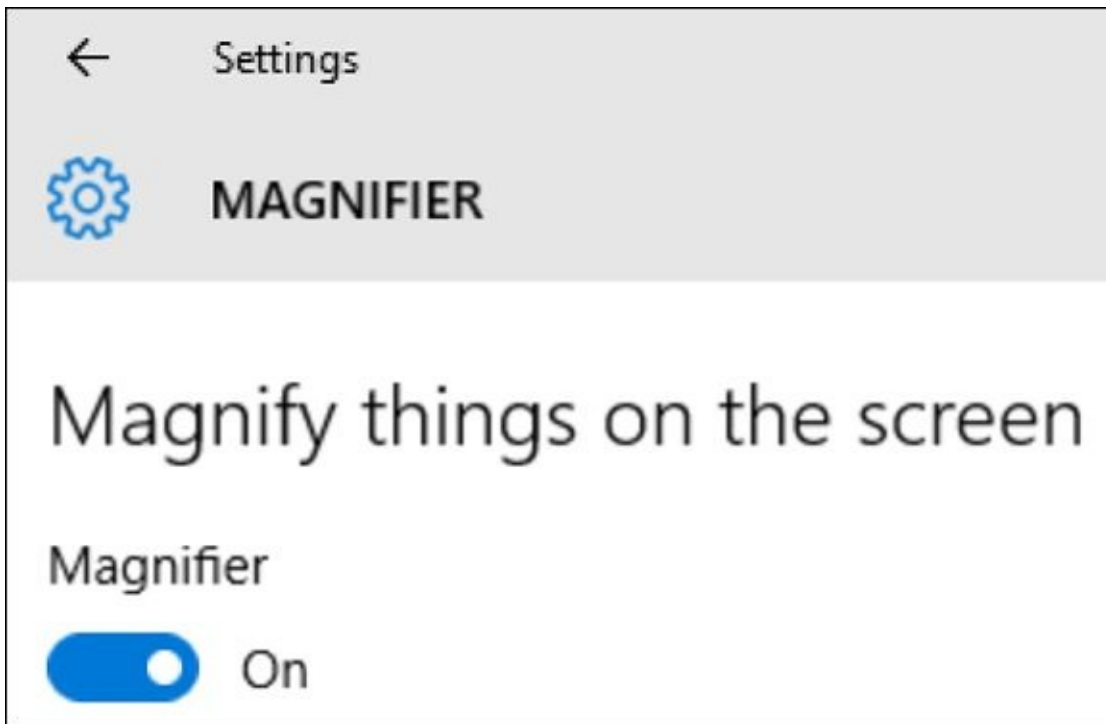 Settings
MAGNIFIER
Magnify things on the screen
Magnifier
On